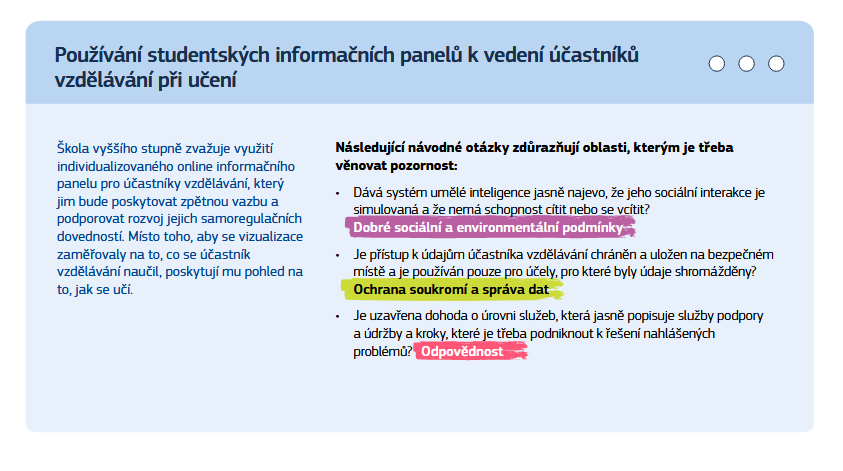 Používání studentských informačních panelů k vedení účastníků
vzdělávání při učení
Škola vyššího stupně zvažuje využití
individualizovaného online informačního
panelu pro účastníky vzdělávání, který
jim bude poskytovat zpětnou vazbu a
podporovat rozvoj jejich samoregulačních
dovedností. Místo toho, aby se vizualizace
zaměřovaly na to, co se účastník
vzdělávání naučil, poskytují mu pohled na
to, jak se učí.
Následující návodné otázky zdůrazňují oblasti, kterým je třeba
věnovat pozornost:
• Dává systém umělé inteligence jasně najevo, že jeho sociální interakce je
simulovaná a že nemá schopnost cítit nebo se vcítit?
Dobré sociální a environmentální podmínky
• Je přístup k údajům účastníka vzdělávání chráněn a uložen na bezpečném
místě a je používán pouze pro účely, pro které byly údaje shromážděny?
Ochrana soukromí a správa dat
• Je uzavřena dohoda o úrovni služeb, která jasně popisuje služby podpory
a údržby a kroky, které je třeba podniknout k řešení nahlášených
problémů? Odpovědnost